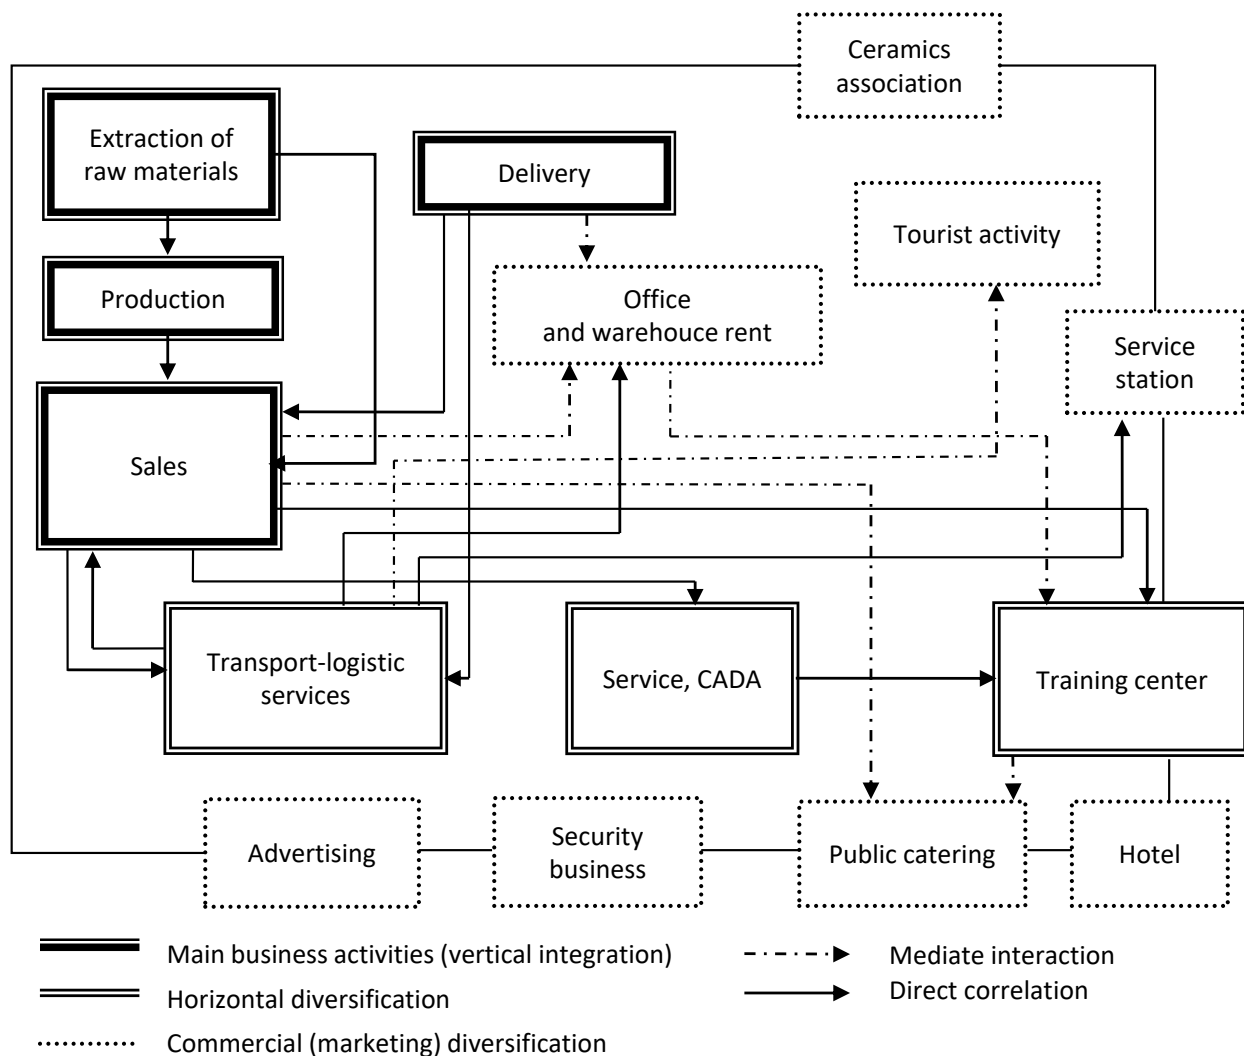 Ceramics
association
Extraction of
raw materials
Delivery
Tourist activity
Production
Office
and warehouce rent
Service
station
Sales
Transport-logistic
services
Service, CADA
Training center
Advertising
Security
business
Public catering
Hotel
Main business activities (vertical integration)
Mediate interaction
Horizontal diversification
Direct correlation
Commercial (marketing) diversification